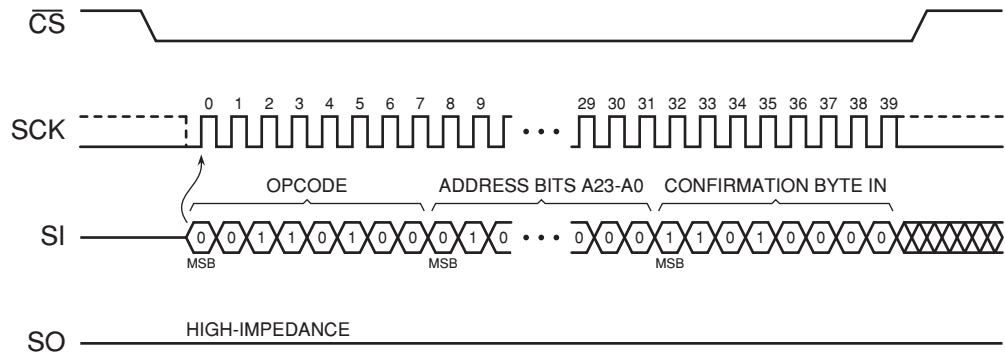 CS
0 1 2 3 4 5 6 7 8 9 29 30 31 32 33 34 35 36 37 38 39
SCK
OPCODE ADDRESS BITS A23-A0 CONFIRMATION BYTE IN
SI 0 0 1 1 0 1 0 0 0 1 0 0 0 0 1 1 0 1 0 0 0 0
MSB MSB MSB
HIGH-IMPEDANCE
SO